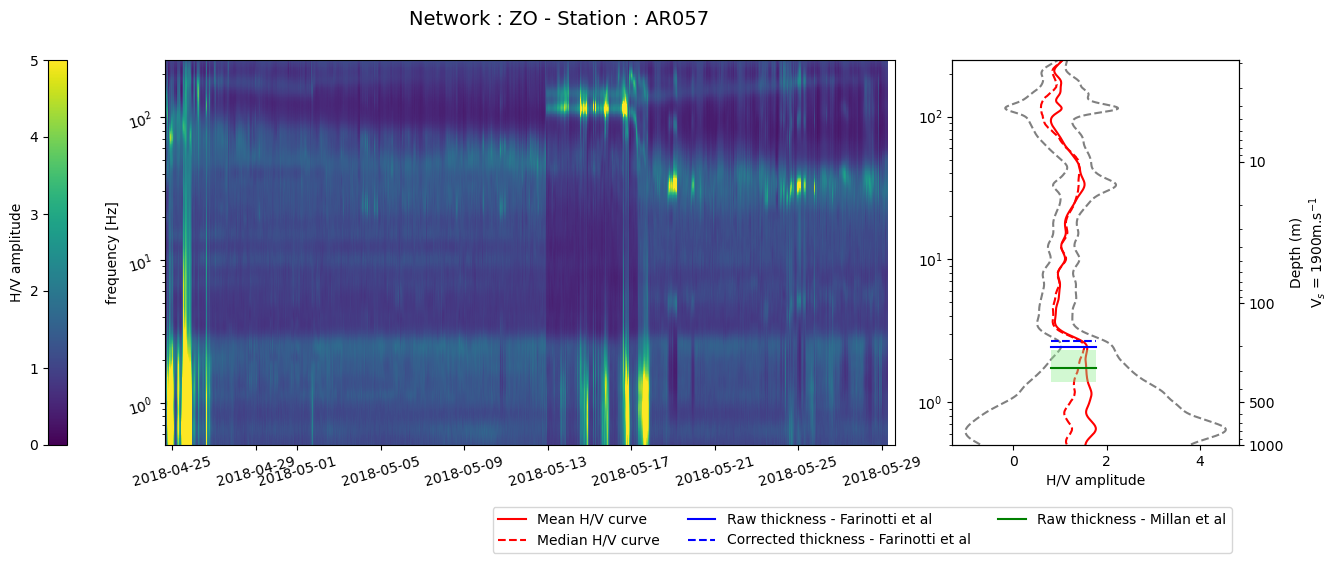 Network : ZO - Station : AR057
5
4
3
2
1
0
H/V amplitude
10²
10¹
10⁰
frequency [Hz]
2018-04-25
2018-04-29
2018-05-01
2018-05-05
2018-05-09
2018-05-13
2018-05-17
2018-05-21
2018-05-25
2018-05-29
10²
10¹
10⁰
0
2
4
H/V amplitude
10
100
500
1000
Depth (m)
Vₛ = 1900m.s⁻¹
Mean H/V curve
Median H/V curve
Raw thickness - Farinotti et al
Corrected thickness - Farinotti et al
Raw thickness - Millan et al